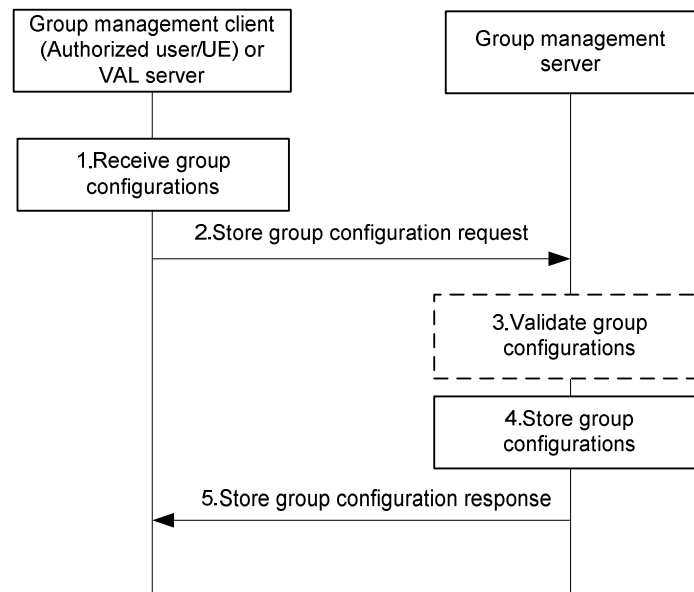 Group management client
(Authorized user/UE) or
VAL server
Group management
server
1.Receive group
configurations
2.Store group configuration request
3.Validate group
configurations
4.Store group
configurations
5.Store group configuration response